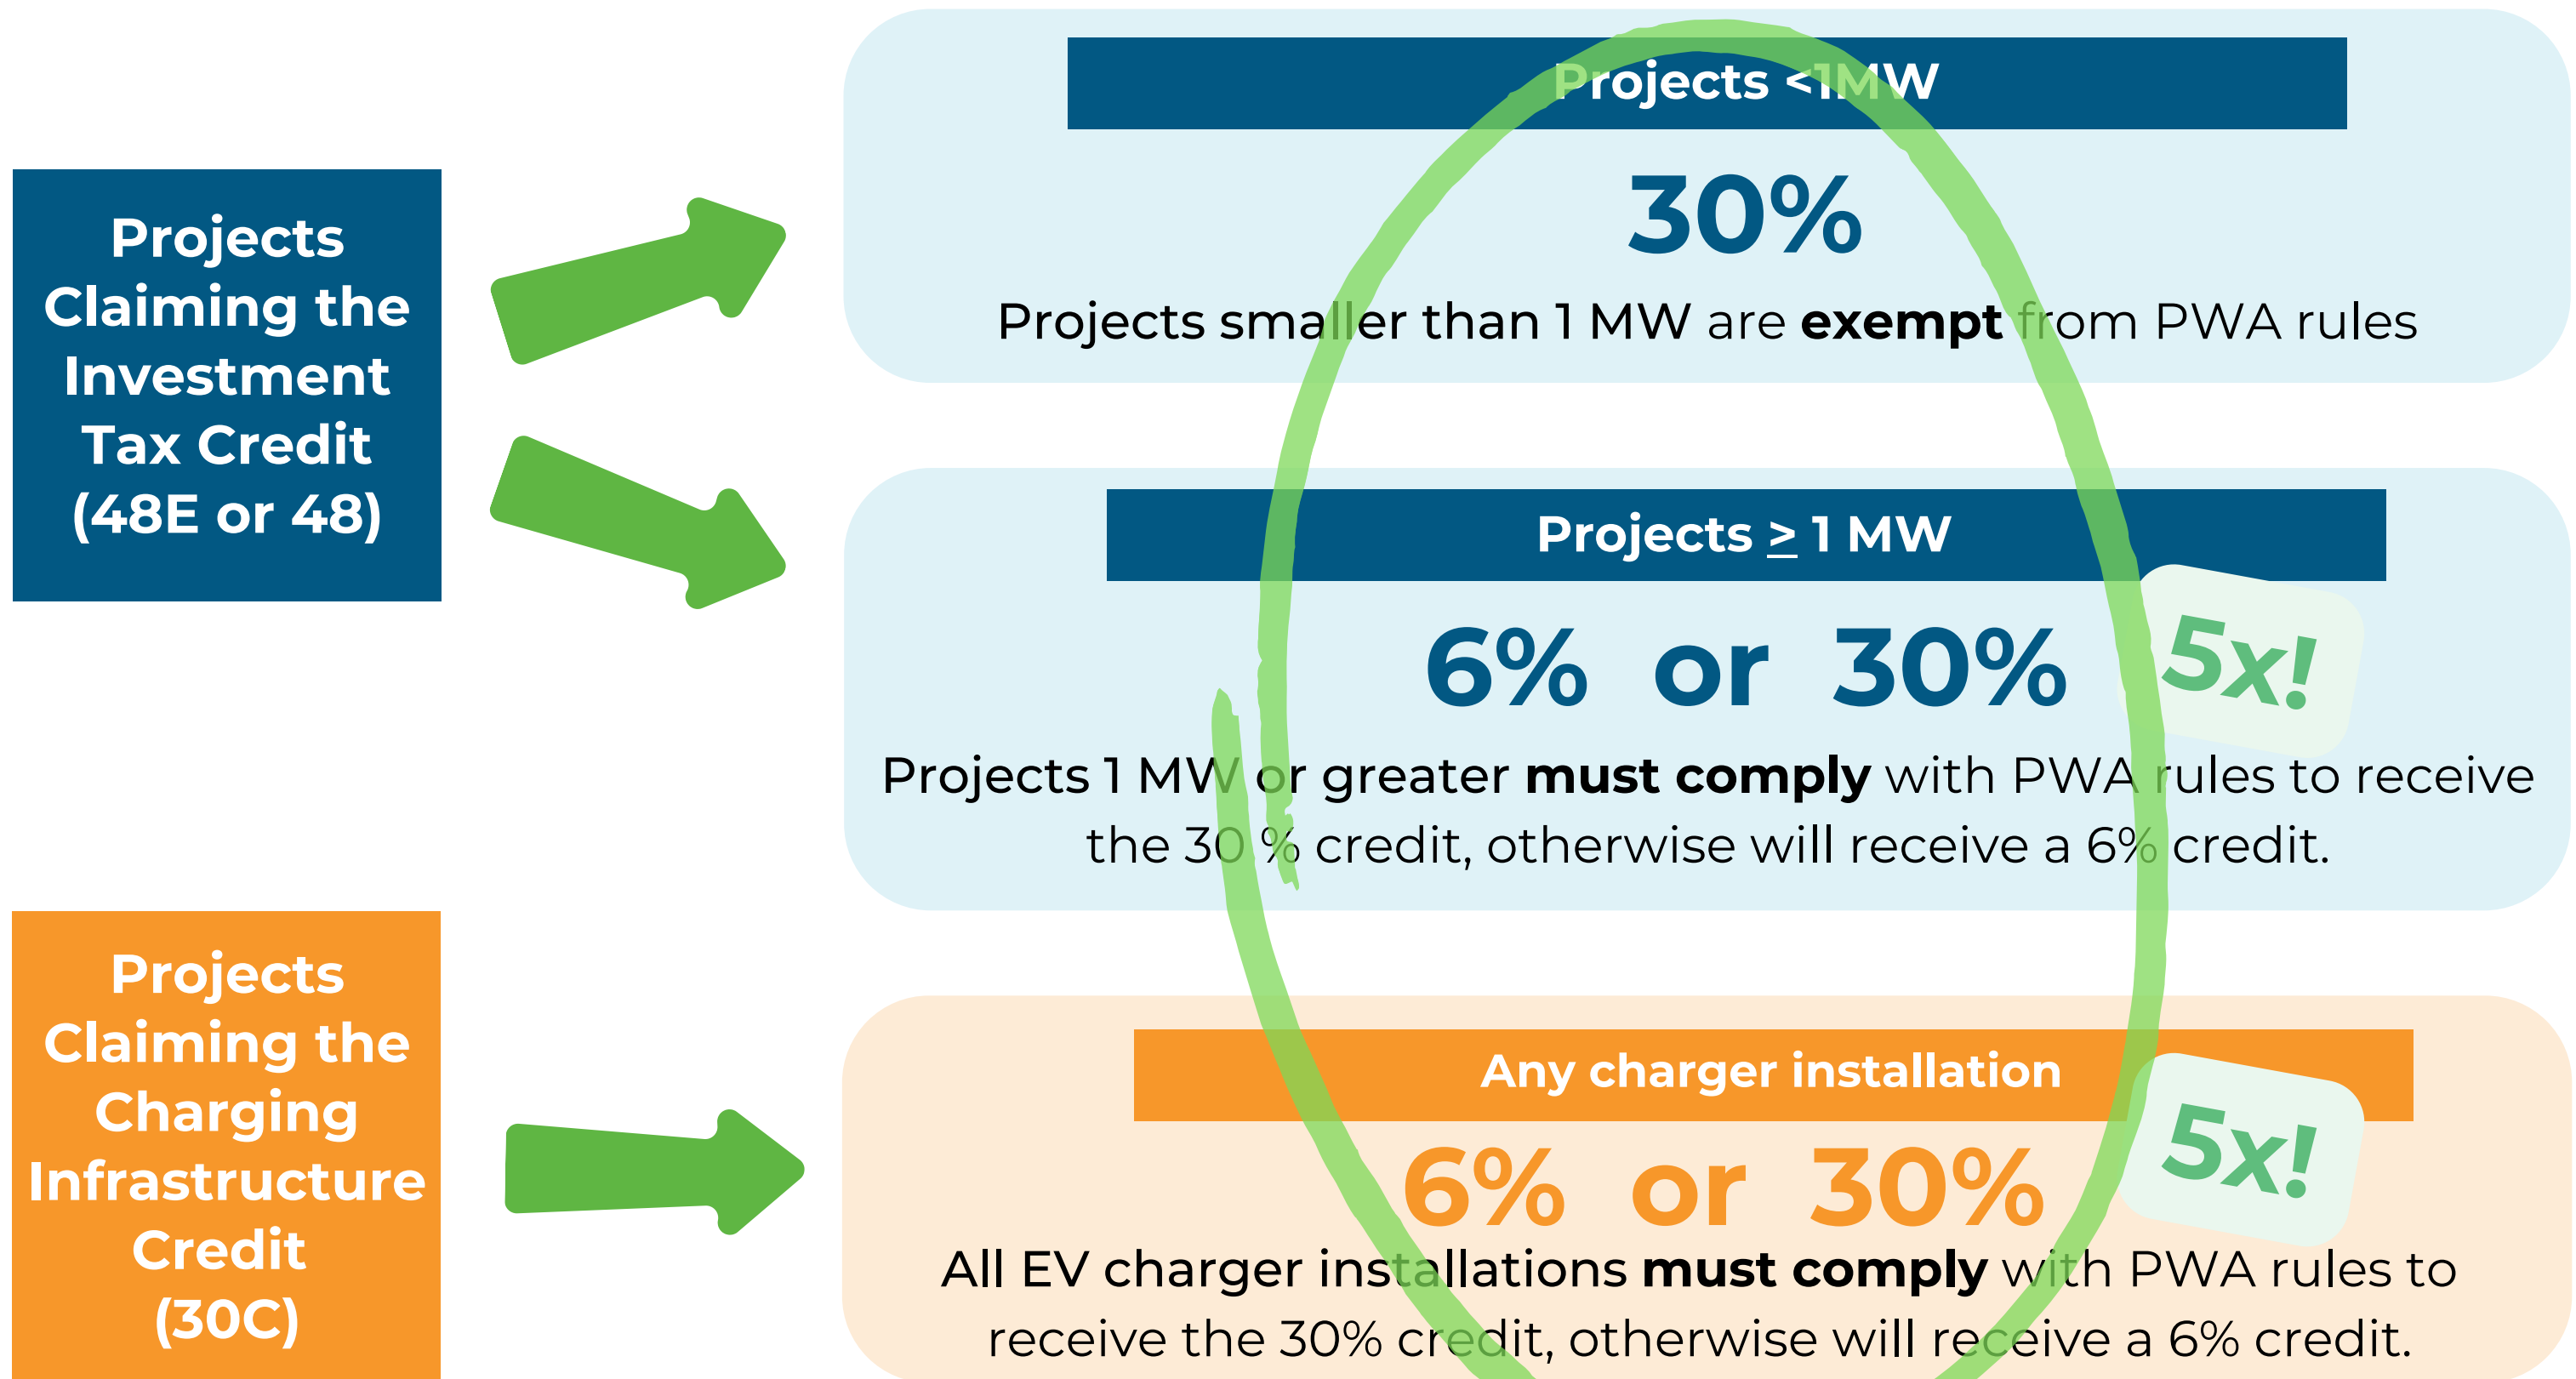 Projects
Claiming the
Investment
Tax Credit
(48E or 48)
Projects <1MW
30%
Projects smaller than 1 MW are exempt from PWA rules
Projects ≥ 1 MW
6% or 30%
5x!
Projects 1 MW or greater must comply with PWA rules to receive
the 30 % credit, otherwise will receive a 6% credit.
Projects
Claiming the
Charging
Infrastructure
Credit
(30C)
Any charger installation
6% or 30%
5x!
All EV charger installations must comply with PWA rules to
receive the 30% credit, otherwise will receive a 6% credit.